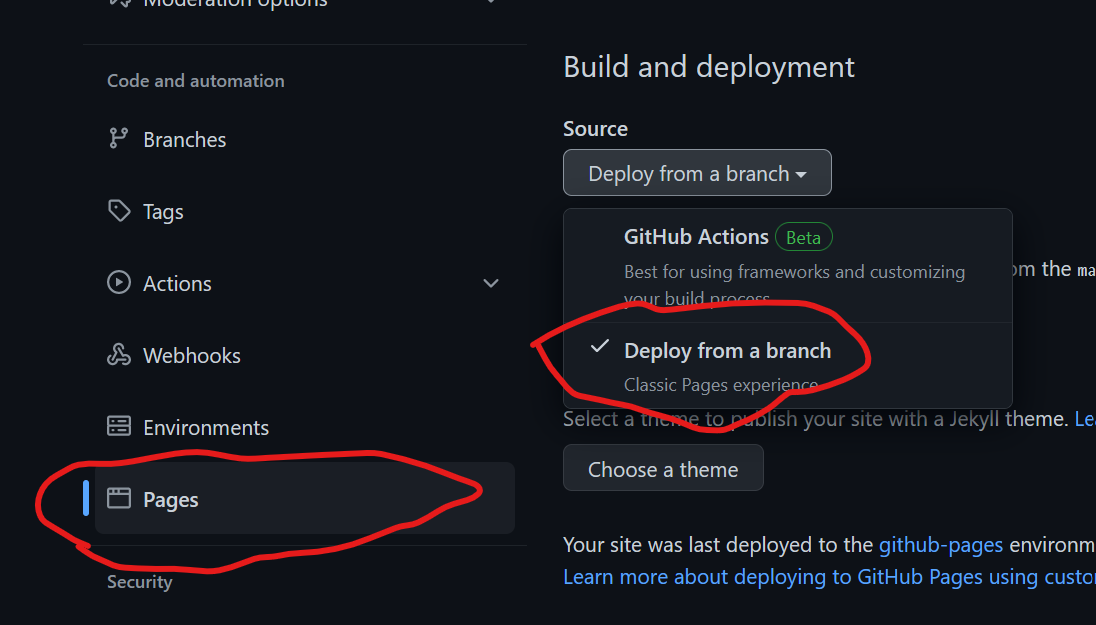 Moderation options
Code and automation
Branches
Tags
Actions
Webhooks
Environments
Pages
Security
Build and deployment
Source
Deploy from a branch
GitHub Actions Beta
Best for using frameworks and customizing
your build process
om the ma
Deploy from a branch
Classic Pages experience
Select a theme to publish your site with a Jekyll theme. Lea
Choose a theme
Your site was last deployed to the github-pages environm
Learn more about deploying to GitHub Pages using custo